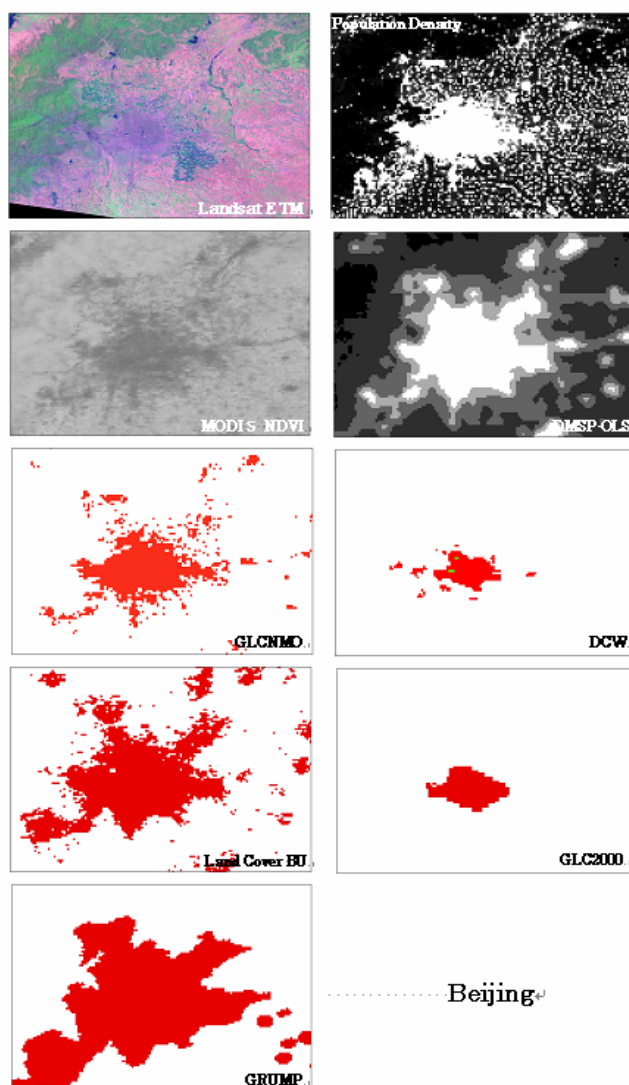 Landsat ETM
Population Density
MODIS NDVI
DMSP-OLS
GLCNMO
DCW
Land Cover BU
GLC2000
GRUMP
Beijing